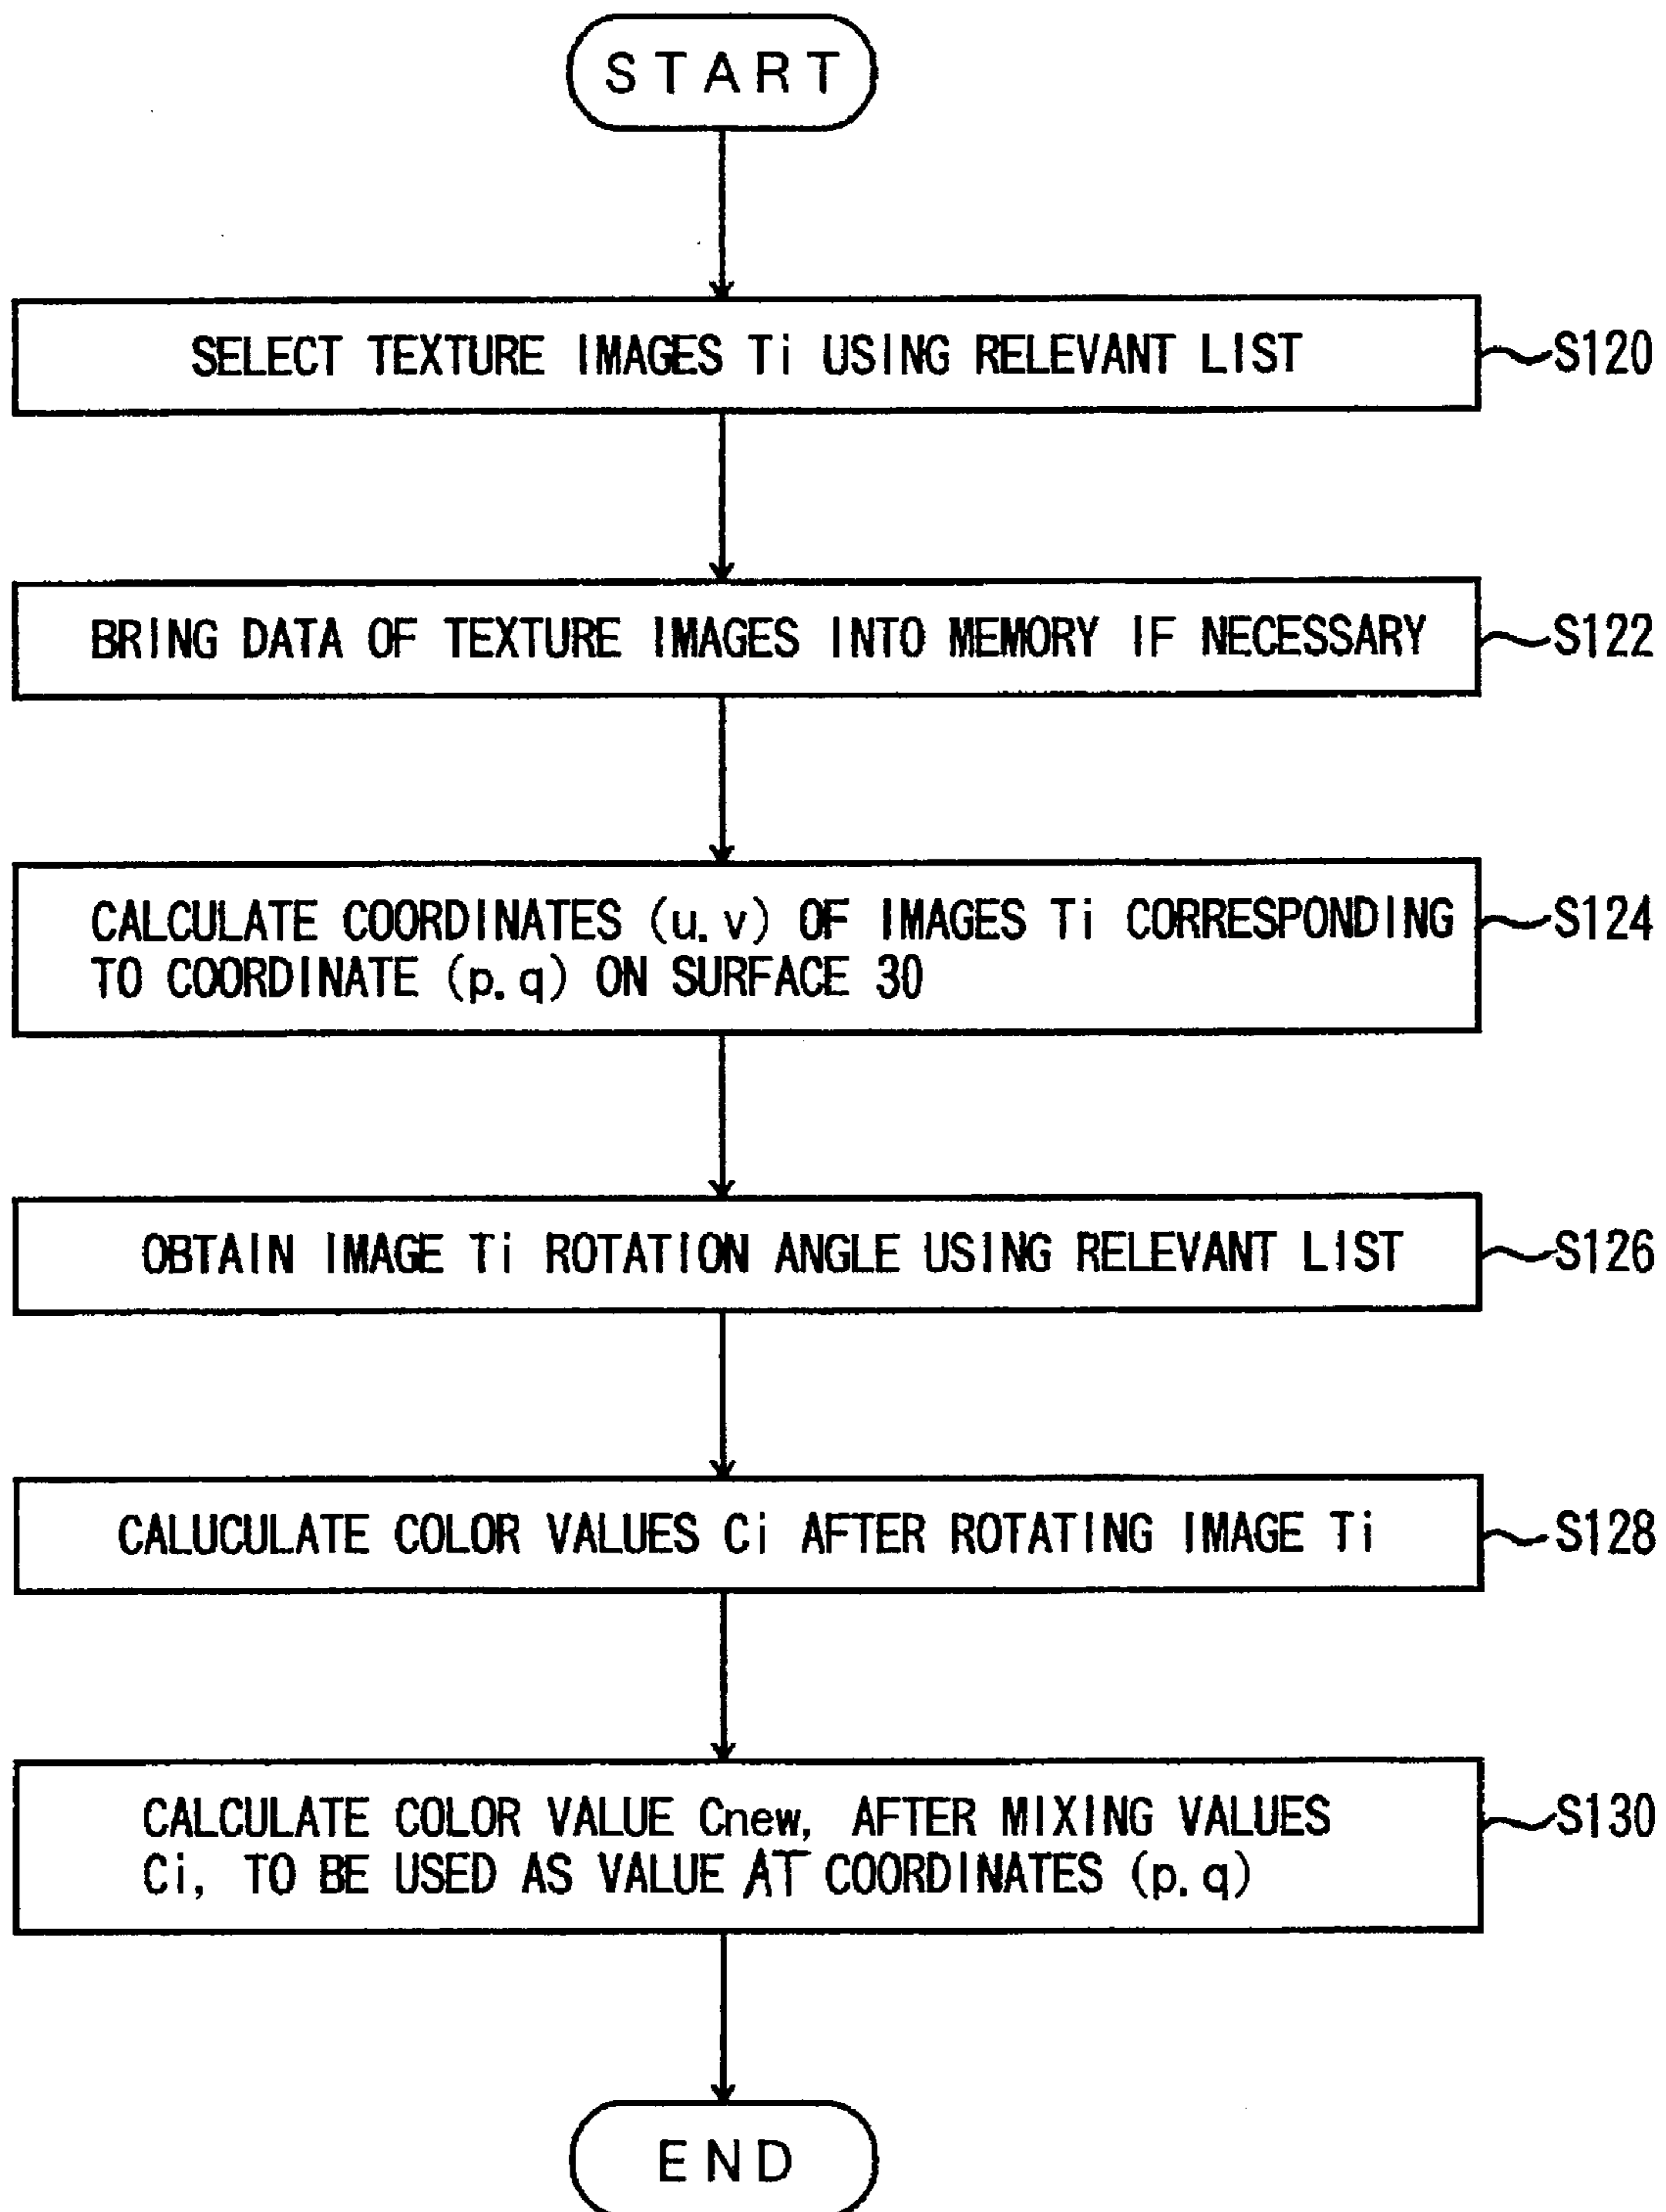 START
SELECT TEXTURE IMAGES Ti USING RELEVANT LIST
S120
BRING DATA OF TEXTURE IMAGES INTO MEMORY IF NECESSARY
S122
CALCULATE COORDINATES (u.v) OF IMAGES Ti CORRESPONDING
TO COORDINATE (p.q) ON SURFACE 30
S124
OBTAIN IMAGE Ti ROTATION ANGLE USING RELEVANT LIST
S126
CALUCULATE COLOR VALUES Ci AFTER ROTATING IMAGE Ti
S128
CALCULATE COLOR VALUE Cnew, AFTER MIXING VALUES
Ci, TO BE USED AS VALUE AT COORDINATES (p.q)
S130
END